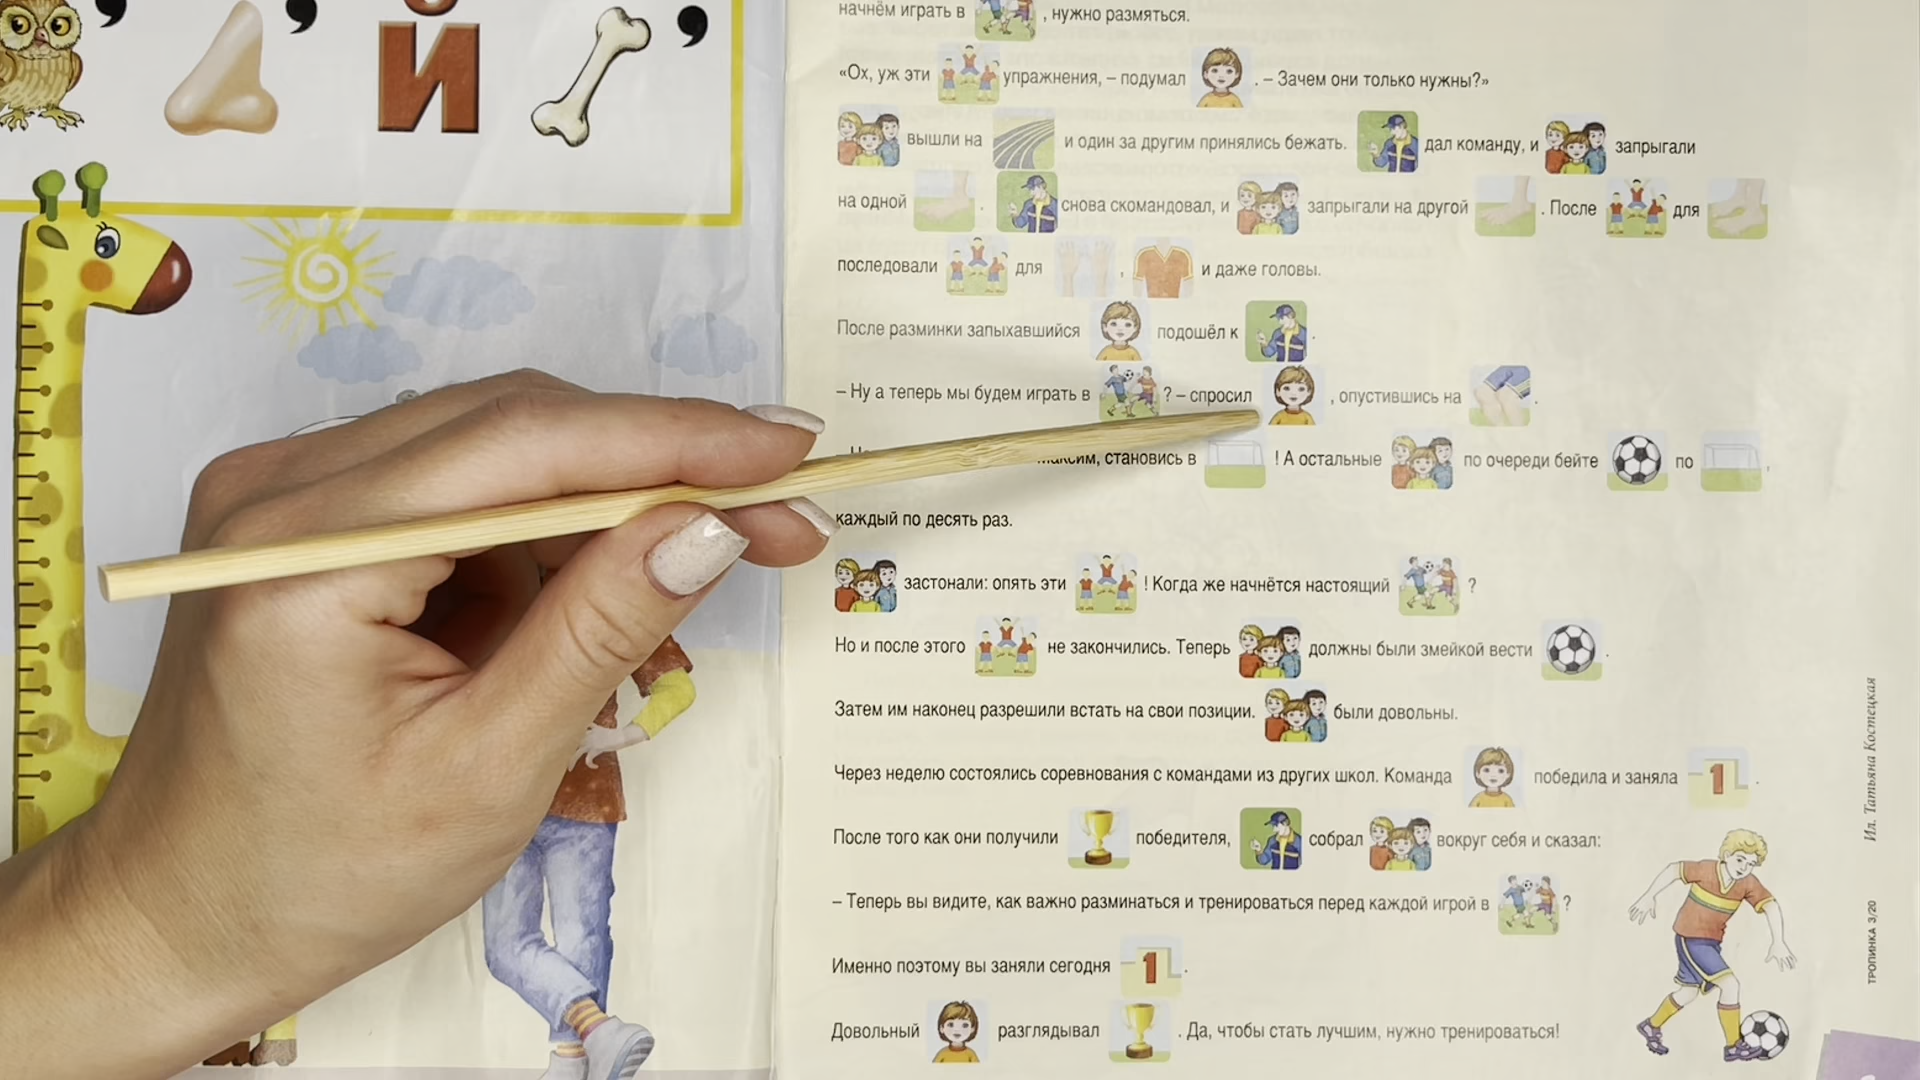 й
начнём играть в , нужно размяться.
«Ох, уж эти упражнения, – подумал . – Зачем они только нужны?»
вышли на и один за другим принялись бежать. дал команду, и запрыгали
на одной . снова скомандовал, и запрыгали на другой . После для
последовали для , и даже головы.
После разминки запыхавшийся подошёл к .
– Ну а теперь мы будем играть в ? – спросил , опустившись на .
становись в ! А остальные по очереди бейте по ,
каждый по десять раз.
застонали: опять эти ! Когда же начнётся настоящий ?
Но и после этого не закончились. Теперь должны были змейкой вести .
Затем им наконец разрешили встать на свои позиции. были довольны.
Через неделю состоялись соревнования с командами из других школ. Команда победила и заняла 1 .
После того как они получили победителя, собрал вокруг себя и сказал:
– Теперь вы видите, как важно разминаться и тренироваться перед каждой игрой в ?
Именно поэтому вы заняли сегодня 1 .
Довольный разглядывал . Да, чтобы стать лучшим, нужно тренироваться!
Ил. Татьяна Костецкая
ТРОПИНКА 3/20